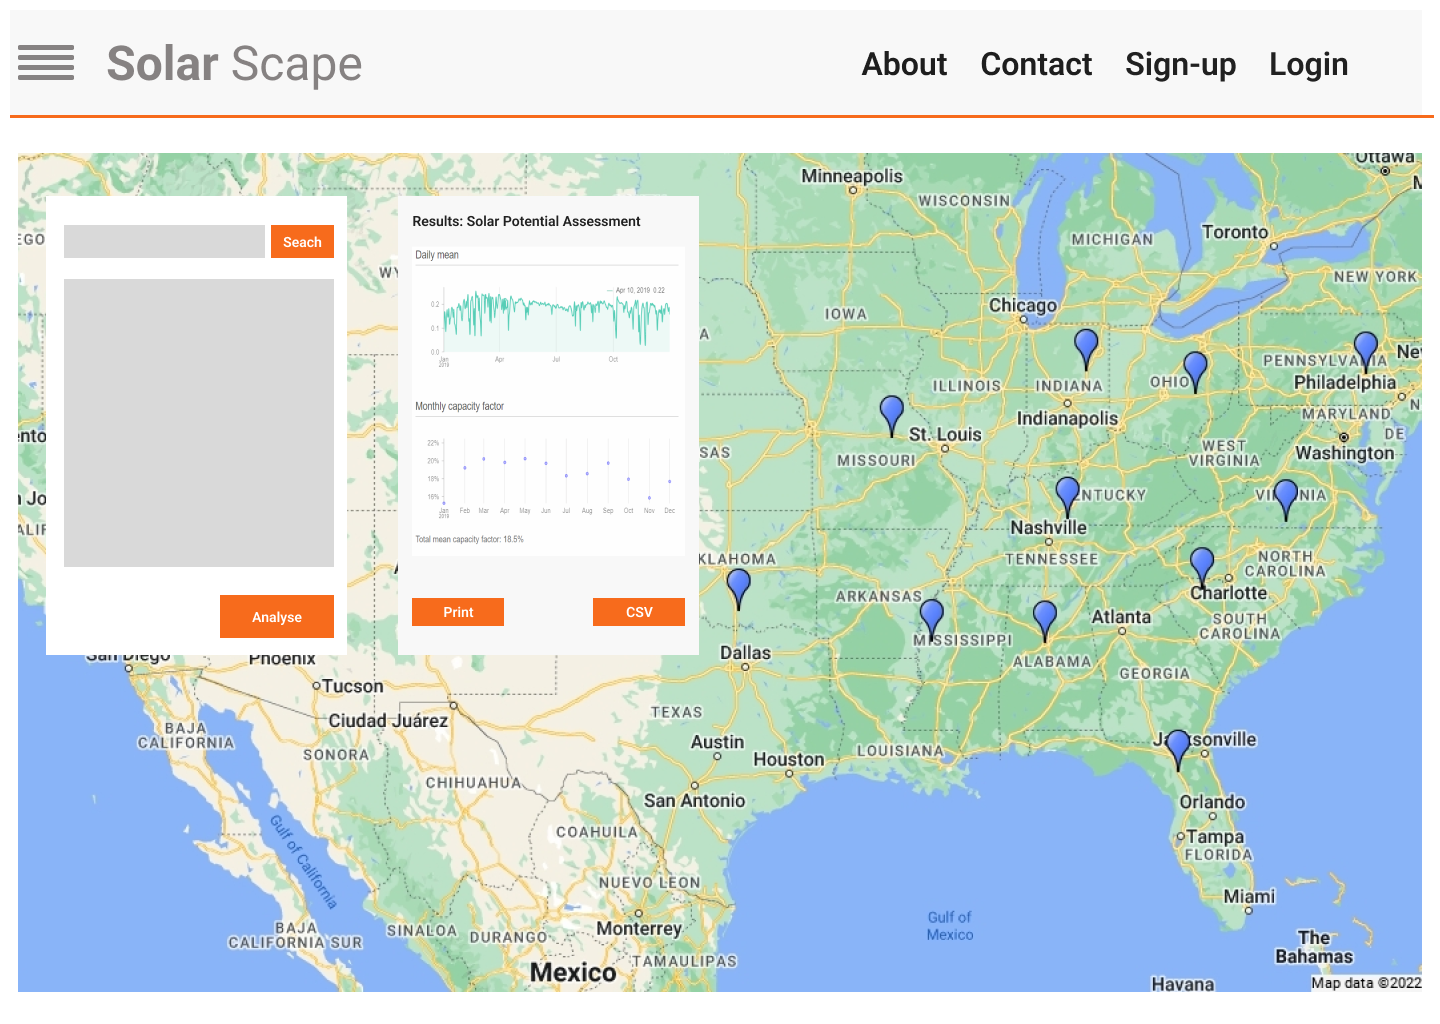 Solar Scape
About Contact Sign-up Login
Seach
Analyse
Results: Solar Potential Assessment
Daily mean
Apr 10, 2019 0.22
0.2
0.1
0.0
Jan Apr Jul Oct
2019
Monthly capacity factor
22%
20%
18%
16%
Jan Feb Mar Apr May Jun Jul Aug Sep Oct Nov Dec
2019
Total mean capacity factor: 18.5%
Print CSV
Ottawa
Minneapolis
WISCONSIN
MICHIGAN
Toronto
NEW YORK
Chicago
IOWA
PENNSYLVANIA
ILLINOIS
INDIANA
OHIO
Philadelphia
Indianapolis
MARYLAND
DE
St. Louis
MISSOURI
WEST
VIRGINIA
Washington
KENTUCKY
VIRGINIA
Nashville
TENNESSEE
NORTH
CAROLINA
KLAHOMA
ARKANSAS
Charlotte
SOUTH
CAROLINA
Atlanta
MISSISSIPPI
ALABAMA
GEORGIA
Dallas
San Diego
Phoenix
Tucson
Ciudad Juárez
TEXAS
BAJA
CALIFORNIA
SONORA
CHIHUAHUA
Austin
Houston
LOUISIANA
Jacksonville
San Antonio
Orlando
Tampa
FLORIDA
COAHUILA
Gulf of California
NUEVO LEON
Miami
BAJA
CALIFORNIA SUR
SINALOA
DURANGO
Monterrey
Gulf of
Mexico
The
Bahamas
TAMAULIPAS
Mexico
Havana
Map data ©2022